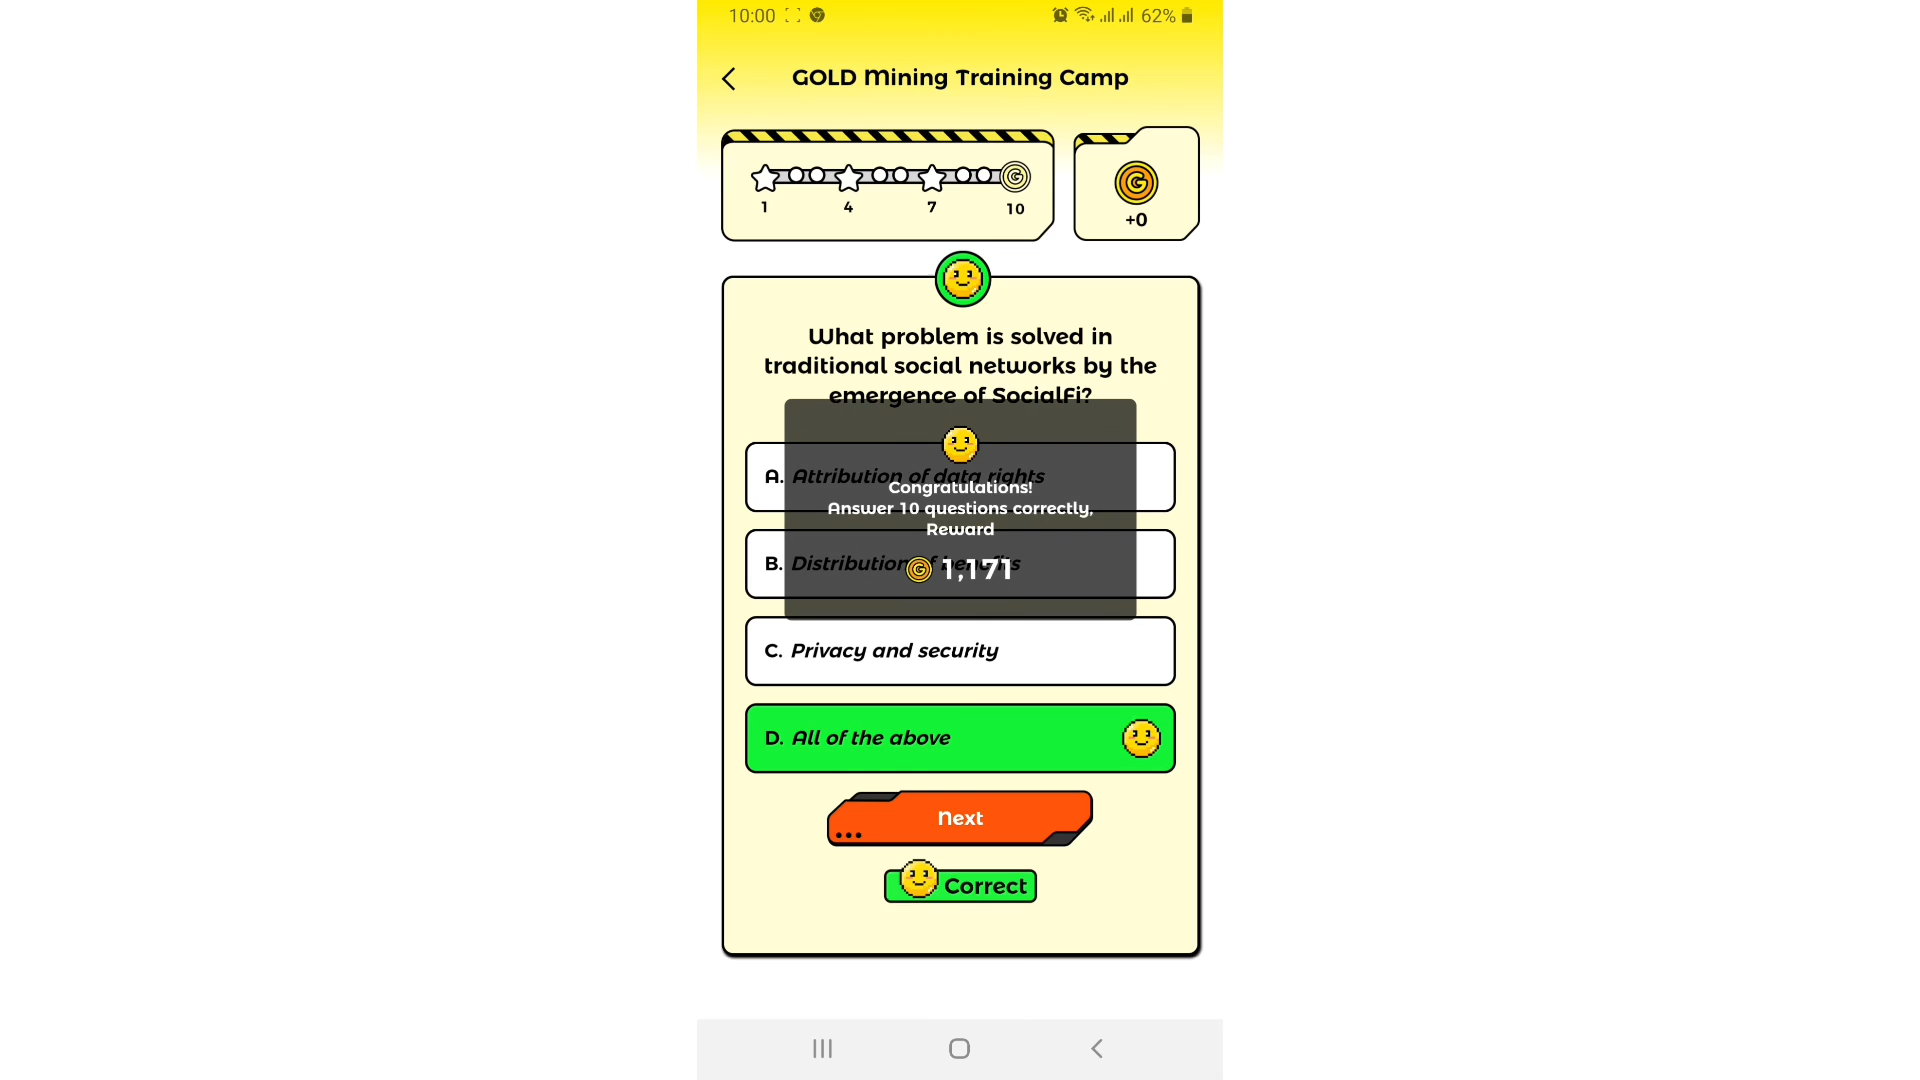 10:00
62%
GOLD Mining Training Camp
1 4 7 10
+0
What problem is solved in
traditional social networks by the
emergence of SocialFi?
A. Attribution of data rights
Congratulations!
Answer 10 questions correctly,
Reward
B. Distribution of benefits
1,171
C. Privacy and security
D. All of the above
Next
Correct